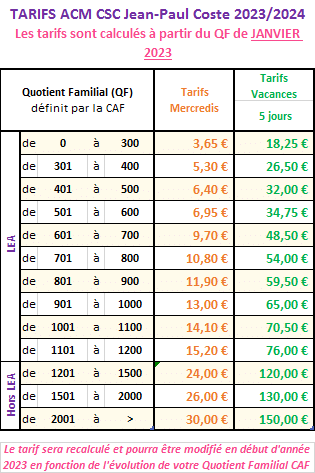 TARIFS ACM CSC Jean-Paul Coste 2023/2024
Les tarifs sont calculés à partir du QF de JANVIER
2023
Quotient Familial (QF)
définit par la CAF
Tarifs
Mercredis
Tarifs
Vacances
5 jours
LEA
de 0 à 300 3,65 € 18,25 €
de 301 à 400 5,30 € 26,50 €
de 401 à 500 6,40 € 32,00 €
de 501 à 600 6,95 € 34,75 €
de 601 à 700 9,70 € 48,50 €
de 701 à 800 10,80 € 54,00 €
de 801 à 900 11,90 € 59,50 €
de 901 à 1000 13,00 € 65,00 €
de 1001 à 1100 14,10 € 70,50 €
de 1101 à 1200 15,20 € 76,00 €
Hors LEA
de 1201 à 1500 24,00 € 120,00 €
de 1501 à 2000 26,00 € 130,00 €
de 2001 à > 30,00 € 150,00 €
Le tarif sera recalculé et pourra être modifié en début d'année
2023 en fonction de l'évolution de votre Quotient Familial CAF